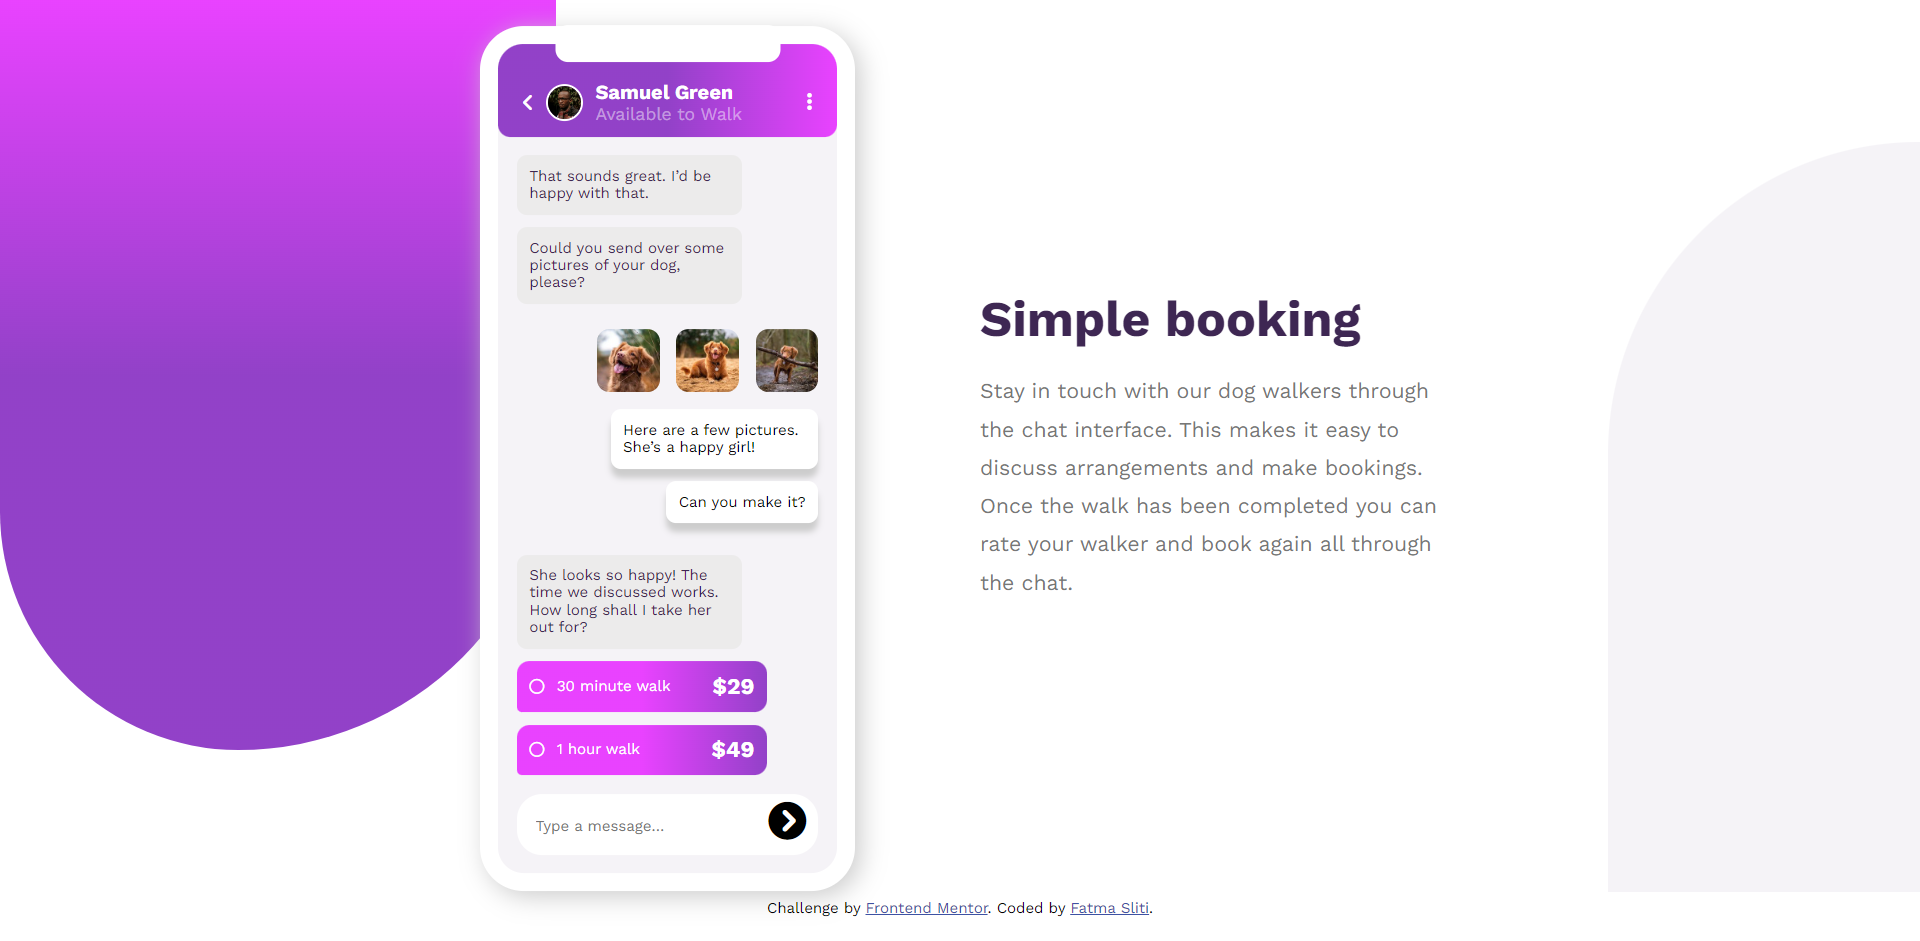 Samuel Green
Available to Walk
That sounds great. I’d be
happy with that.
Could you send over some
pictures of your dog,
please?
Here are a few pictures.
She’s a happy girl!
Can you make it?
She looks so happy! The
time we discussed works.
How long shall I take her
out for?
30 minute walk $29
1 hour walk $49
Type a message...
Simple booking
Stay in touch with our dog walkers through
the chat interface. This makes it easy to
discuss arrangements and make bookings.
Once the walk has been completed you can
rate your walker and book again all through
the chat.
Challenge by Frontend Mentor. Coded by Fatma Sliti.